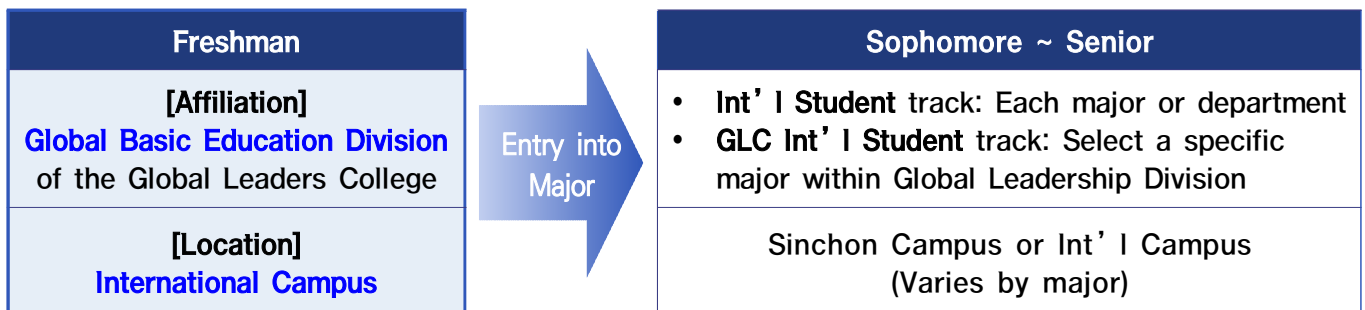 Freshman
[Affiliation]
Global Basic Education Division
of the Global Leaders College
[Location]
International Campus
Entry into
Major
Sophomore ~ Senior
• Int’l Student track: Each major or department
• GLC Int’l Student track: Select a specific
major within Global Leadership Division
Sinchon Campus or Int’l Campus
(Varies by major)